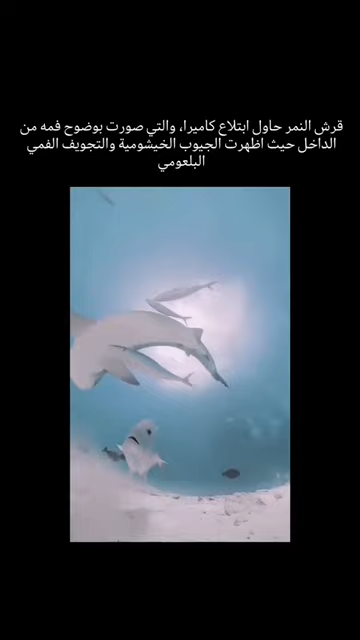 قرش النمر حاول ابتلاع كاميرا، والتي صورت بوضوح فمه من
الداخل حيث اظهرت الجيوب الخيشومية والتجويف الفمي
البلعومي